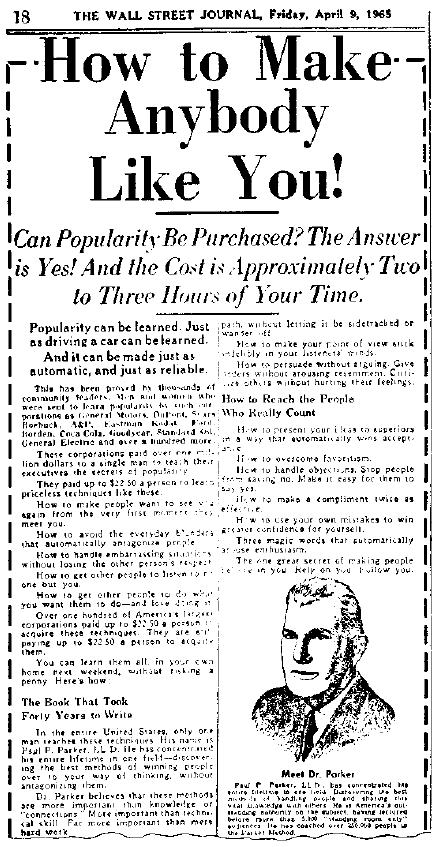 18
THE WALL STREET JOURNAL, Friday, April 9, 1965
How to Make
Anybody
Like You!
Can Popularity Be Purchased? The Answer
is Yes! And the Cost is Approximately Two
to Three Hours of Your Time.
Popularity can be learned. Just
as driving a car can be learned.
And it can be made just as
automatic, and just as reliable.
This has been proved by thousands of
community leaders. Men and women who
were sent to learn popularity by such cor-
porations as General Motors, Dupont, Sears
Roebuck, A&P, Eastman Kodak, Ford,
Borden, Coca Cola, Goodyear, Standard Oil,
General Electric and over a hundred more.
These corporations paid over one mil-
lion dollars to a single man to teach their
executives the secrets of popularity.
They paid up to $22.50 a person to learn
priceless techniques like these:
How to make people want to see you
again from the very first moment they
meet you.
How to avoid the everyday blunders
that automatically antagonize people.
How to handle embarrassing situations
without losing the other person's respect.
How to get other people to listen to
one but you.
How to get other people to do what
you want them to do—and love doing it.
Over one hundred of America's largest
corporations paid up to $22.50 a person to
acquire these techniques. They are still
paying up to $22.50 a person to acquire
them.
You can learn them all, in your own
home next weekend, without risking a
penny. Here's how:
The Book That Took
Forty Years to Write
In the entire United States, only one
man teaches these techniques. His name is
Paul P. Parker, LL.D. He has concentrated
his entire lifetime in one field—discover-
ing the best methods of winning people
over to your way of thinking, without
antagonizing them.
Dr. Parker believes that these methods
are more important than knowledge or
"connections." More important than techni-
cal skill. Far more important than mere
hard work.
path, without letting it be sidetracked or
wander off.
How to make your point of view stick
indelibly in your listeners' minds.
How to persuade without arguing. Give
orders without arousing resentment. Criti-
cize others without hurting their feelings.
How to Reach the People
Who Really Count
How to present your ideas to superiors
in a way that automatically wins accept-
ance.
How to overcome favoritism.
How to handle objections. Stop people
from saying no. Make it easy for them to
say yes.
How to make a compliment twice as
effective.
How to use your own mistakes to win
greater confidence for yourself.
Three magic words that automatically
arouse enthusiasm.
The one great secret of making people
believe in you. Rely on you. Follow you.
Meet Dr. Parker
Paul P. Parker, LL.D., has concentrated his
entire lifetime in one field. Discovering the best
methods of handling people and sharing this
vital knowledge with others. He is America's out-
standing authority on the subject, having lectured
before more than 5,000 "standing room only"
audiences. He has coached over 250,000 people in
the Parker Method.